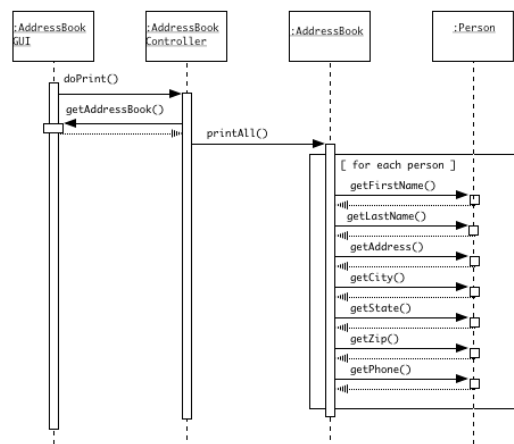 :AddressBook
GUI
:AddressBook
Controller
:AddressBook
:Person
doPrint()
getAddressBook()
printAll()
[ for each person ]
getFirstName()
getLastName()
getAddress()
getCity()
getState()
getZip()
getPhone()